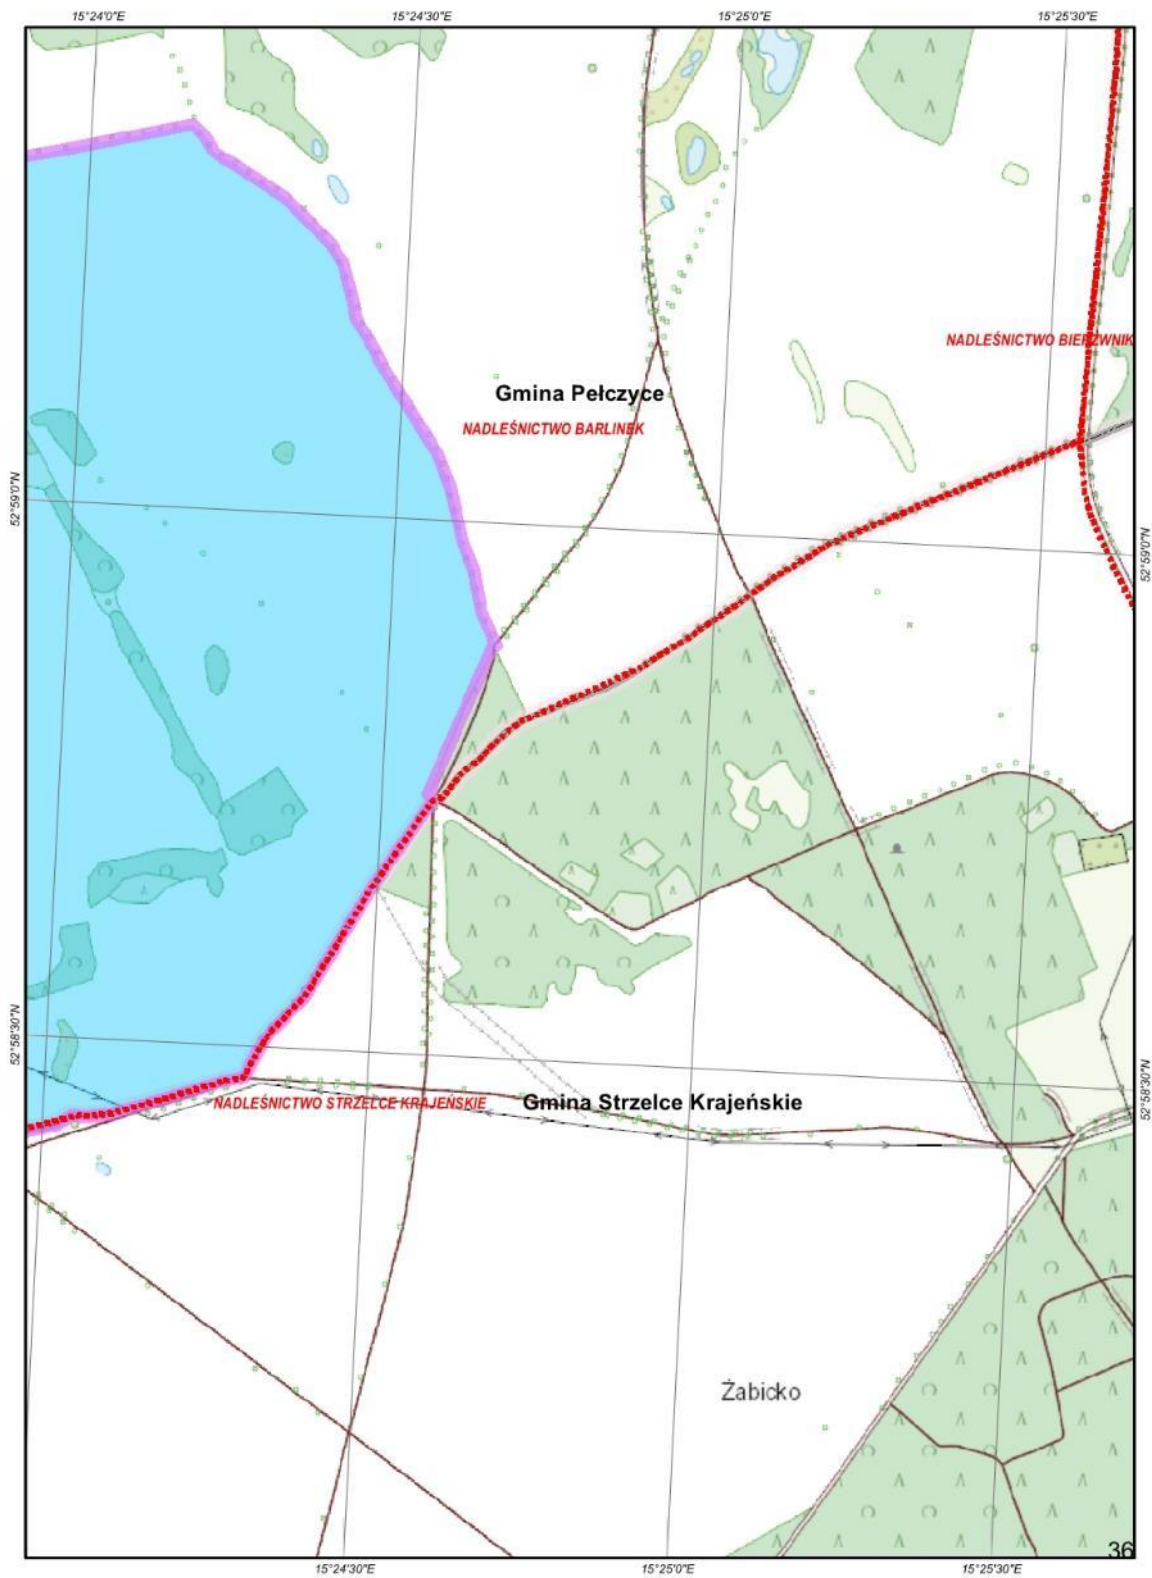 15°24'0"E
15°24'30"E
15°25'0"E
15°25'30"E
NADLEŚNICTWO BIERZWNIK
Gmina Pełczyce
NADLEŚNICTWO BARLINEK
52°59'0"N
52°59'0"N
52°58'30"N
52°58'30"N
NADLEŚNICTWO STRZELCE KRAJEŃSKIE
Gmina Strzelce Krajeńskie
Żabicko
36
15°24'30"E
15°25'0"E
15°25'30"E